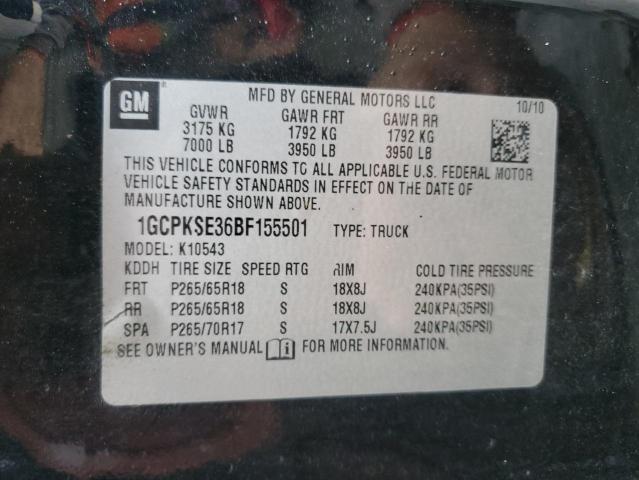 GM
MFD BY GENERAL MOTORS LLC 10/10
GVWR GAWR FRT GAWR RR
3175 KG 1792 KG 1792 KG
7000 LB 3950 LB 3950 LB
THIS VEHICLE CONFORMS TO ALL APPLICABLE U.S. FEDERAL MOTOR
VEHICLE SAFETY STANDARDS IN EFFECT ON THE DATE OF
MANUFACTURE SHOWN ABOVE.
1GCPKSE36BF155501 TYPE: TRUCK
MODEL: K10543
KDDH TIRE SIZE SPEED RTG RIM COLD TIRE PRESSURE
FRT P265/65R18 S 18X8J 240KPA(35PSI)
RR P265/65R18 S 18X8J 240KPA(35PSI)
SPA P265/70R17 S 17X7.5J 240KPA(35PSI)
SEE OWNER'S MANUAL i FOR MORE INFORMATION.